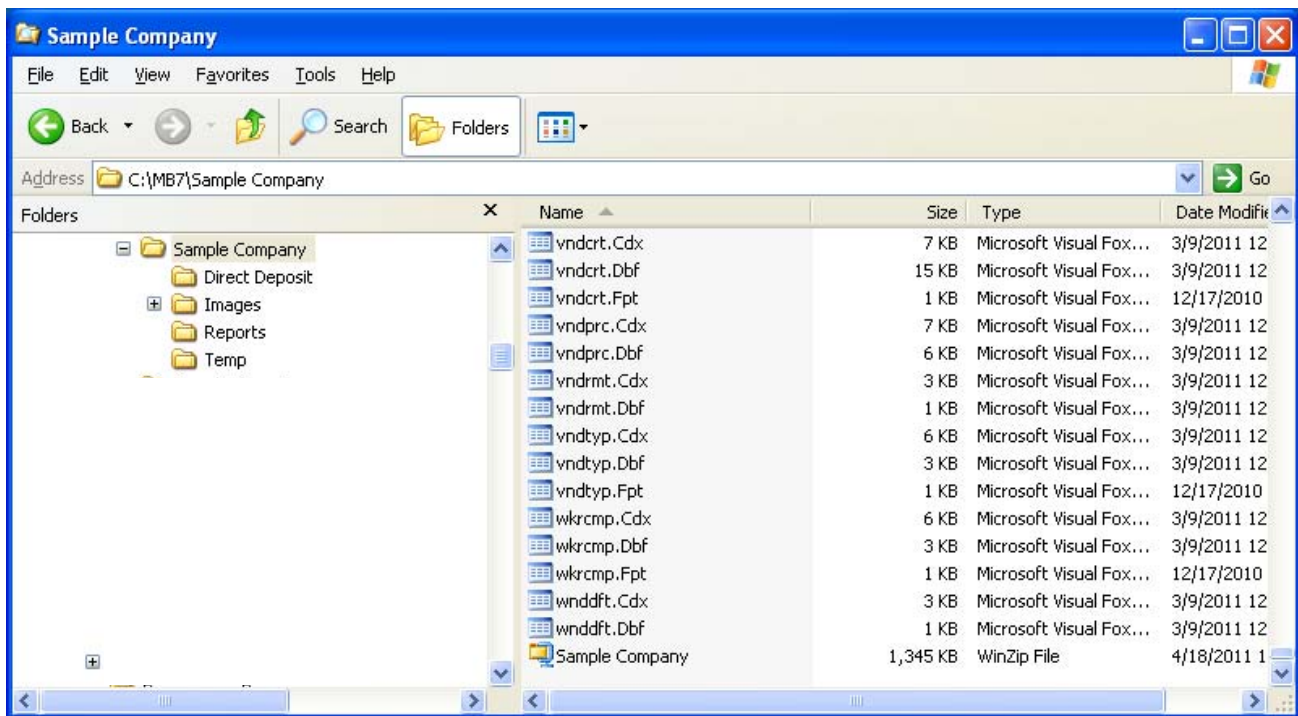 Sample Company
File Edit View Favorites Tools Help
Back Search Folders
Address C:\MB7\Sample Company Go
Folders X Name Size Type Date Modifie
Sample Company
Direct Deposit
Images
Reports
Temp
vndcrt.Cdx 7 KB Microsoft Visual Fox... 3/9/2011 12
vndcrt.Dbf 15 KB Microsoft Visual Fox... 3/9/2011 12
vndcrt.Fpt 1 KB Microsoft Visual Fox... 12/17/2010
vndprc.Cdx 7 KB Microsoft Visual Fox... 3/9/2011 12
vndprc.Dbf 6 KB Microsoft Visual Fox... 3/9/2011 12
vndrmt.Cdx 3 KB Microsoft Visual Fox... 3/9/2011 12
vndrmt.Dbf 1 KB Microsoft Visual Fox... 3/9/2011 12
vndtyp.Cdx 6 KB Microsoft Visual Fox... 3/9/2011 12
vndtyp.Dbf 3 KB Microsoft Visual Fox... 3/9/2011 12
vndtyp.Fpt 1 KB Microsoft Visual Fox... 12/17/2010
wkrcmp.Cdx 6 KB Microsoft Visual Fox... 3/9/2011 12
wkrcmp.Dbf 3 KB Microsoft Visual Fox... 3/9/2011 12
wkrcmp.Fpt 1 KB Microsoft Visual Fox... 12/17/2010
wnddft.Cdx 3 KB Microsoft Visual Fox... 3/9/2011 12
wnddft.Dbf 1 KB Microsoft Visual Fox... 3/9/2011 12
Sample Company 1,345 KB WinZip File 4/18/2011 1